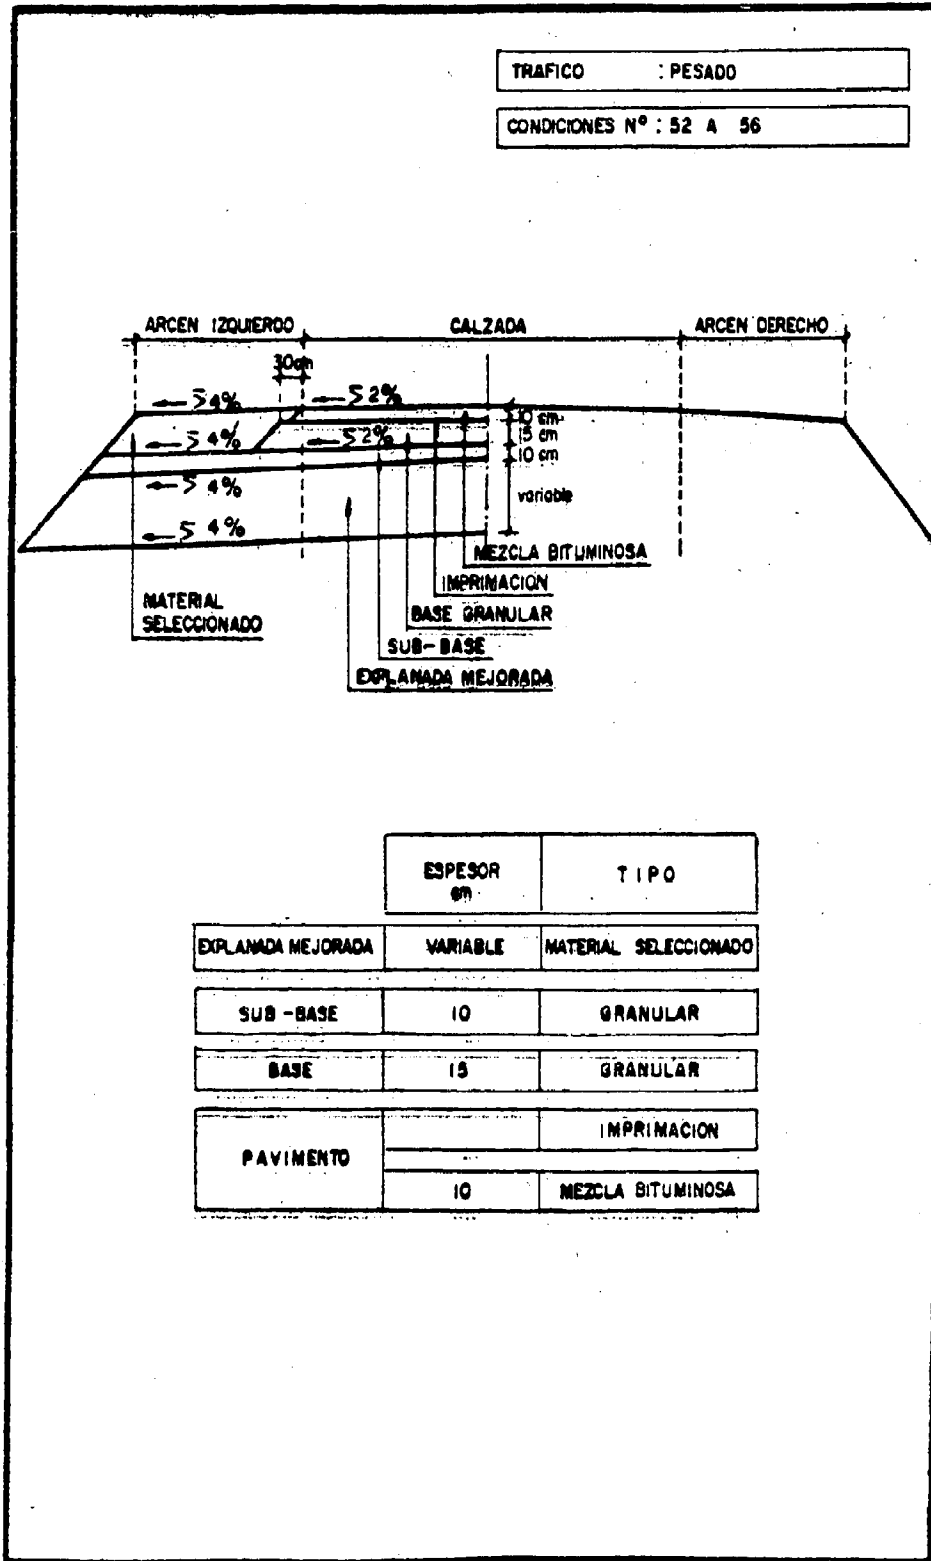 TRAFICO : PESADO
CONDICIONES Nº : 52 A 56
ARCEN IZQUIERDO
CALZADA
ARCEN DERECHO
30cm
← ≥ 4%
← ≥ 2%
← ≥ 4%
← ≥ 2%
← ≥ 4%
← ≥ 4%
10 cm
15 cm
10 cm
variable
MEZCLA BITUMINOSA
IMPRIMACION
BASE GRANULAR
SUB-BASE
EXPLANADA MEJORADA
MATERIAL
SELECCIONADO
ESPESOR
cm
TIPO
EXPLANADA MEJORADA VARIABLE MATERIAL SELECCIONADO
SUB-BASE 10 GRANULAR
BASE 15 GRANULAR
PAVIMENTO
IMPRIMACION
10 MEZCLA BITUMINOSA